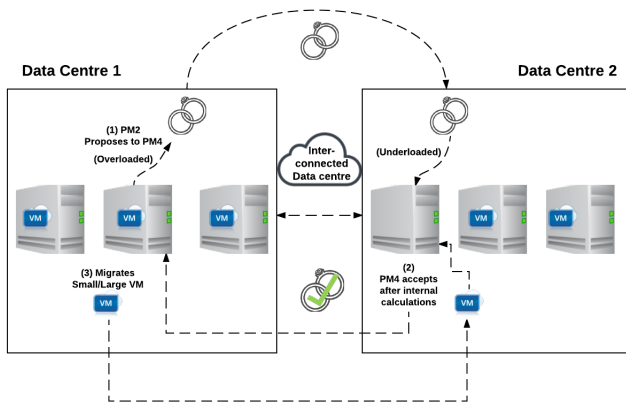 Data Centre 1
Data Centre 2
(1) PM2
Proposes to PM4
(Overloaded)
Inter-
connected
Data centre
(Underloaded)
VM
VM
VM
VM
VM
(3) Migrates
Small/Large VM
VM
(2)
PM4 accepts
after internal
calculations
VM